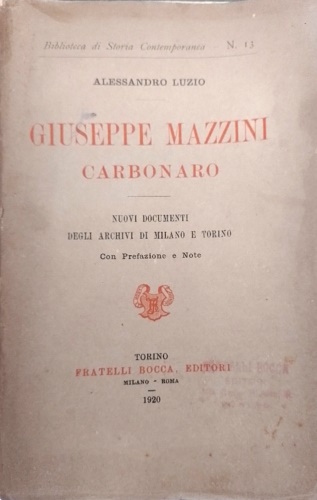 Biblioteca di Storia Contemporanea N. 13
ALESSANDRO LUZIO
GIUSEPPE MAZZINI
CARBONARO
NUOVI DOCUMENTI
DEGLI ARCHIVI DI MILANO E TORINO
Con Prefazione e Note
TORINO
FRATELLI BOCCA, EDITORI
MILANO - ROMA
1920